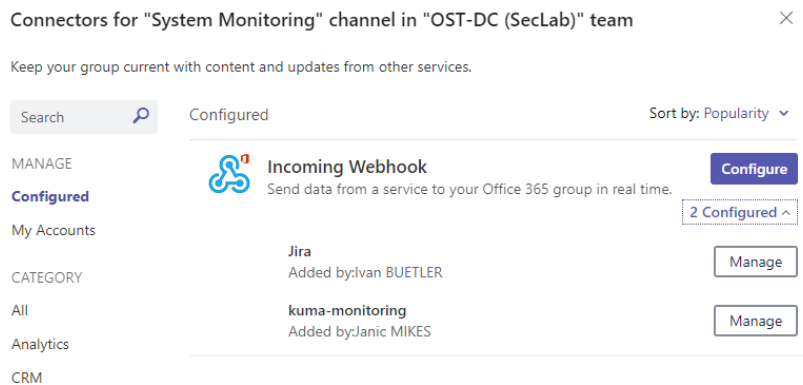 Connectors for "System Monitoring" channel in "OST-DC (SecLab)" team
Keep your group current with content and updates from other services.
Search
MANAGE
Configured
My Accounts
CATEGORY
All
Analytics
CRM
Configured
Sort by: Popularity
Incoming Webhook
Send data from a service to your Office 365 group in real time.
Configure
2 Configured
Jira
Added by:Ivan BUETLER
Manage
kuma-monitoring
Added by:Janic MIKES
Manage